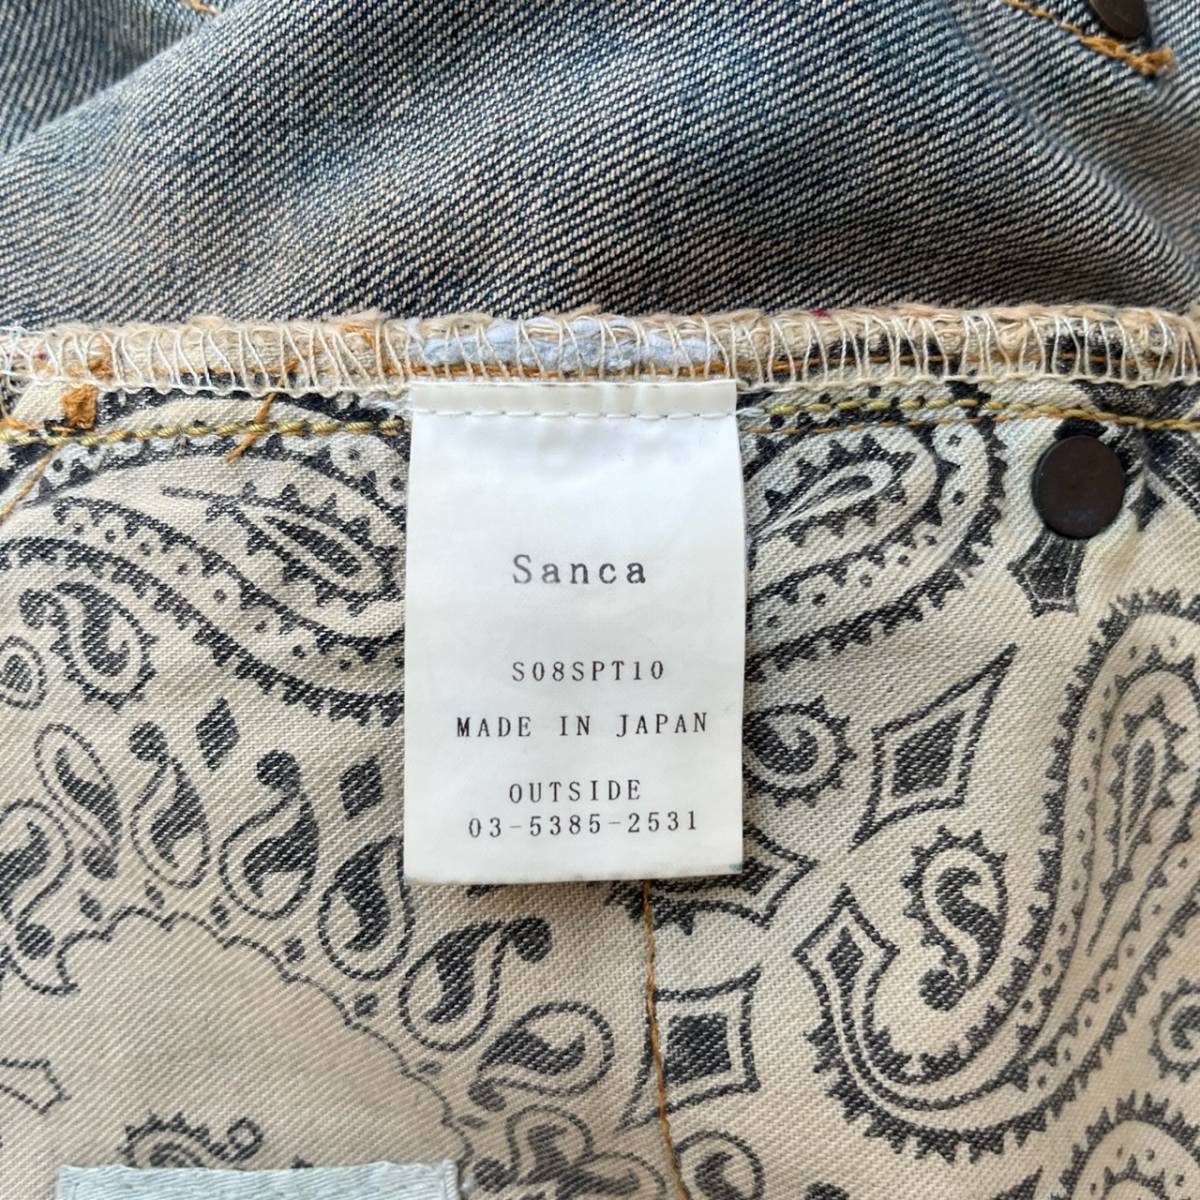 Sanca
S08SPT10
MADE IN JAPAN
OUTSIDE
03-5385-2531